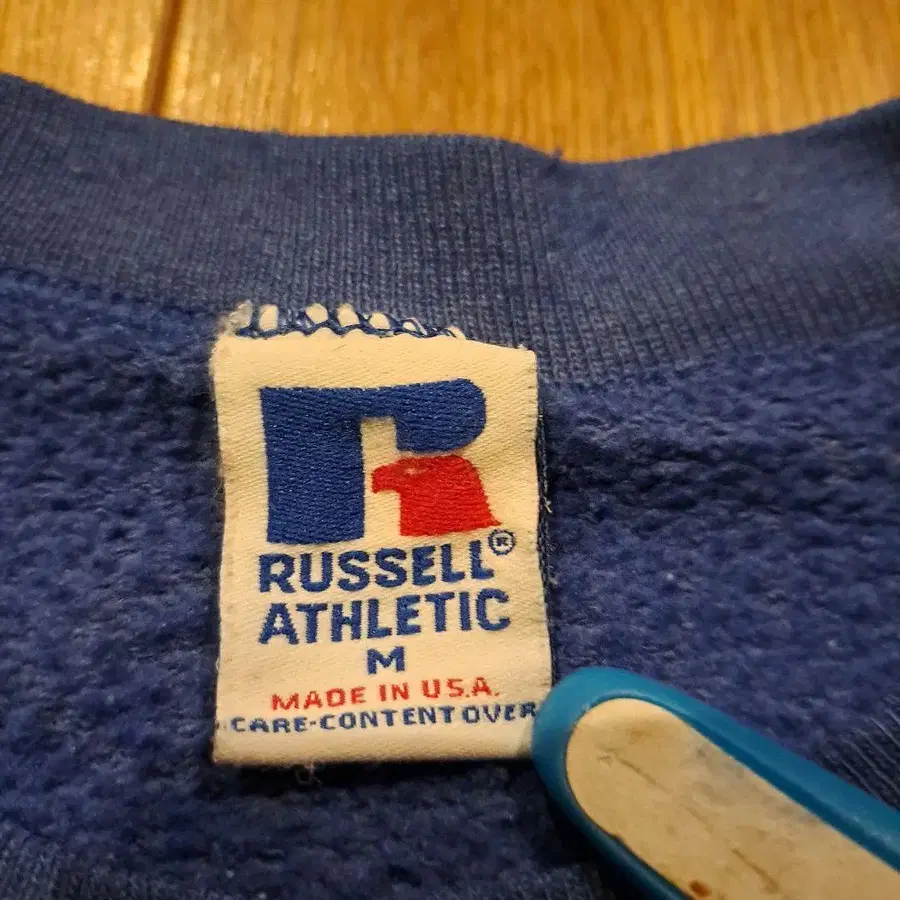 RUSSELL®
ATHLETIC
M
MADE IN U.S.A.
CARE-CONTENT OVER